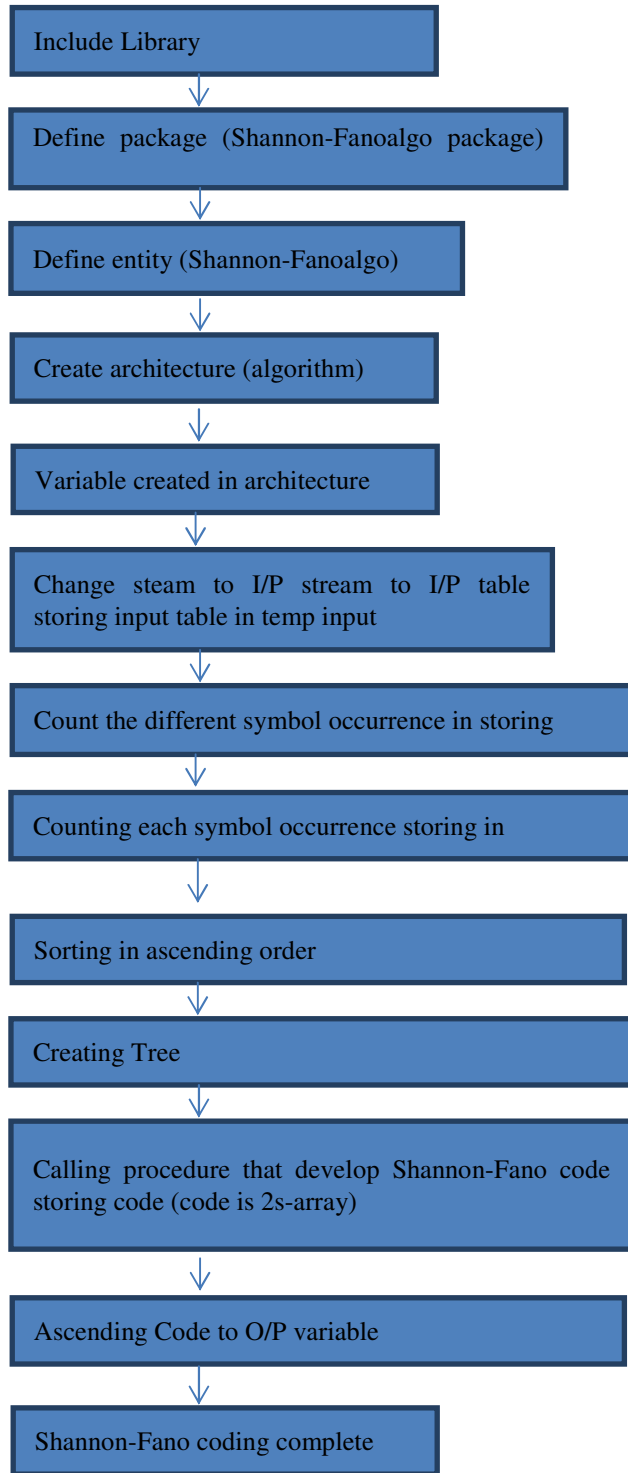 Include Library
Define package (Shannon-Fanoalgo package)
Define entity (Shannon-Fanoalgo)
Create architecture (algorithm)
Variable created in architecture
Change steam to I/P stream to I/P table
storing input table in temp input
Count the different symbol occurrence in storing
Counting each symbol occurrence storing in
Sorting in ascending order
Creating Tree
Calling procedure that develop Shannon-Fano code
storing code (code is 2s-array)
Ascending Code to O/P variable
Shannon-Fano coding complete